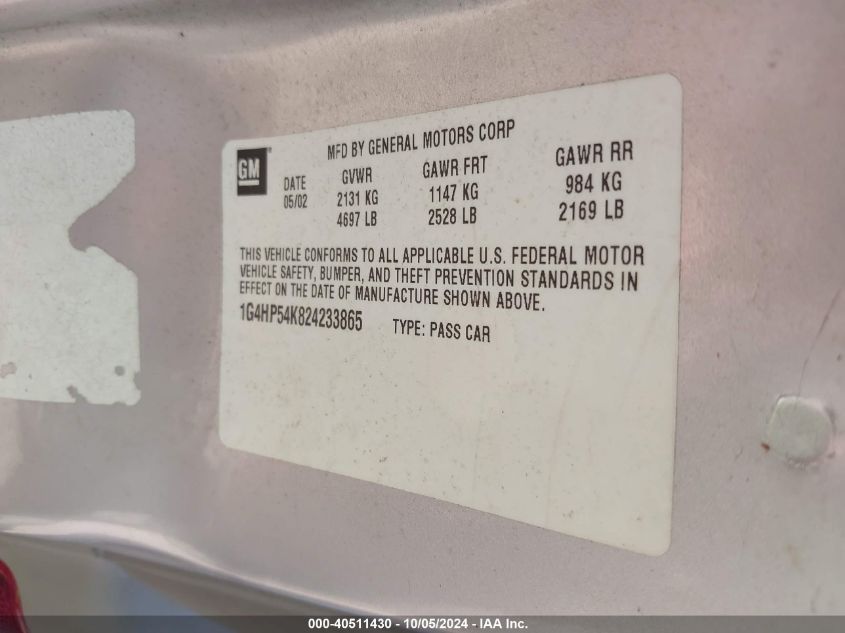 MFD BY GENERAL MOTORS CORP
GM
DATE GVWR GAWR FRT GAWR RR
05/02 2131 KG 1147 KG 984 KG
4697 LB 2528 LB 2169 LB
THIS VEHICLE CONFORMS TO ALL APPLICABLE U.S. FEDERAL MOTOR
VEHICLE SAFETY, BUMPER, AND THEFT PREVENTION STANDARDS IN
EFFECT ON THE DATE OF MANUFACTURE SHOWN ABOVE.
1G4HP54K824233865 TYPE: PASS CAR
000-40511430 - 10/05/2024 - IAA Inc.